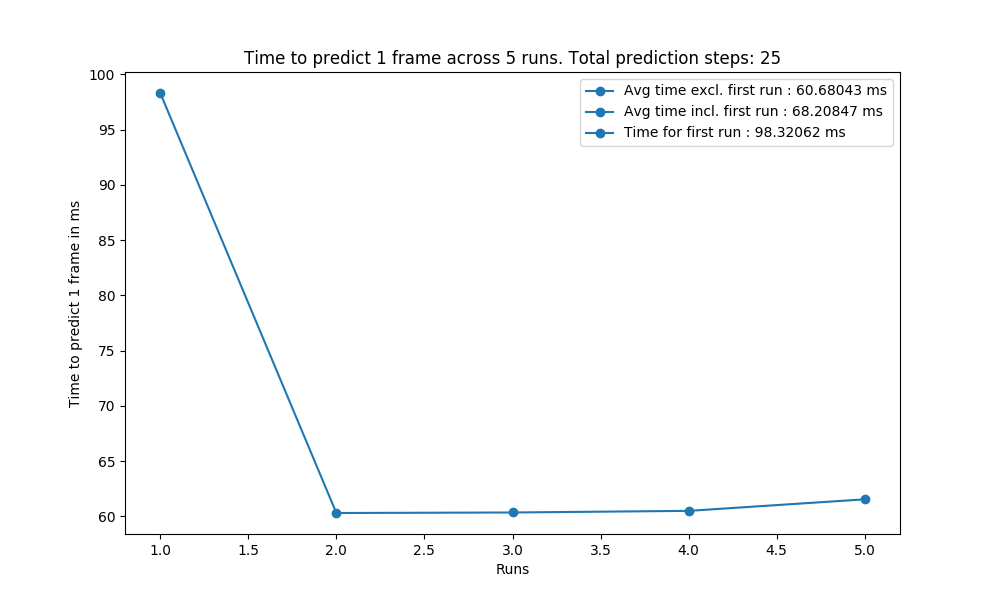 Time to predict 1 frame across 5 runs. Total prediction steps: 25
Avg time excl. first run : 60.68043 ms
Avg time incl. first run : 68.20847 ms
Time for first run : 98.32062 ms
Time to predict 1 frame in ms
100
95
90
85
80
75
70
65
60
1.0 1.5 2.0 2.5 3.0 3.5 4.0 4.5 5.0
Runs